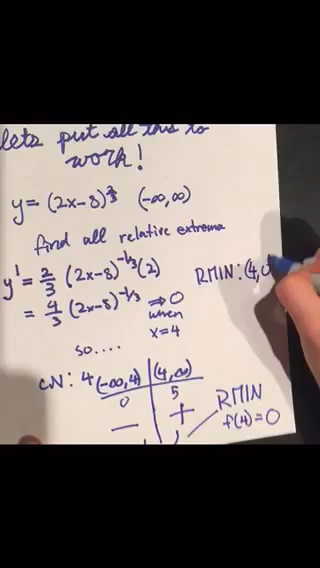 lets put all this to
work!
y = (2x-8)^2/3 (-∞,∞)
find all relative extrema
y' = 2/3 (2x-8)^-1/3 (2)
= 4/3 (2x-8)^-1/3 ⇒ 0
when
x=4
RMIN: (4,0
so....
CN: 4 (-∞,4) | (4,∞)
0 5
- +
RMIN
f(4)=0